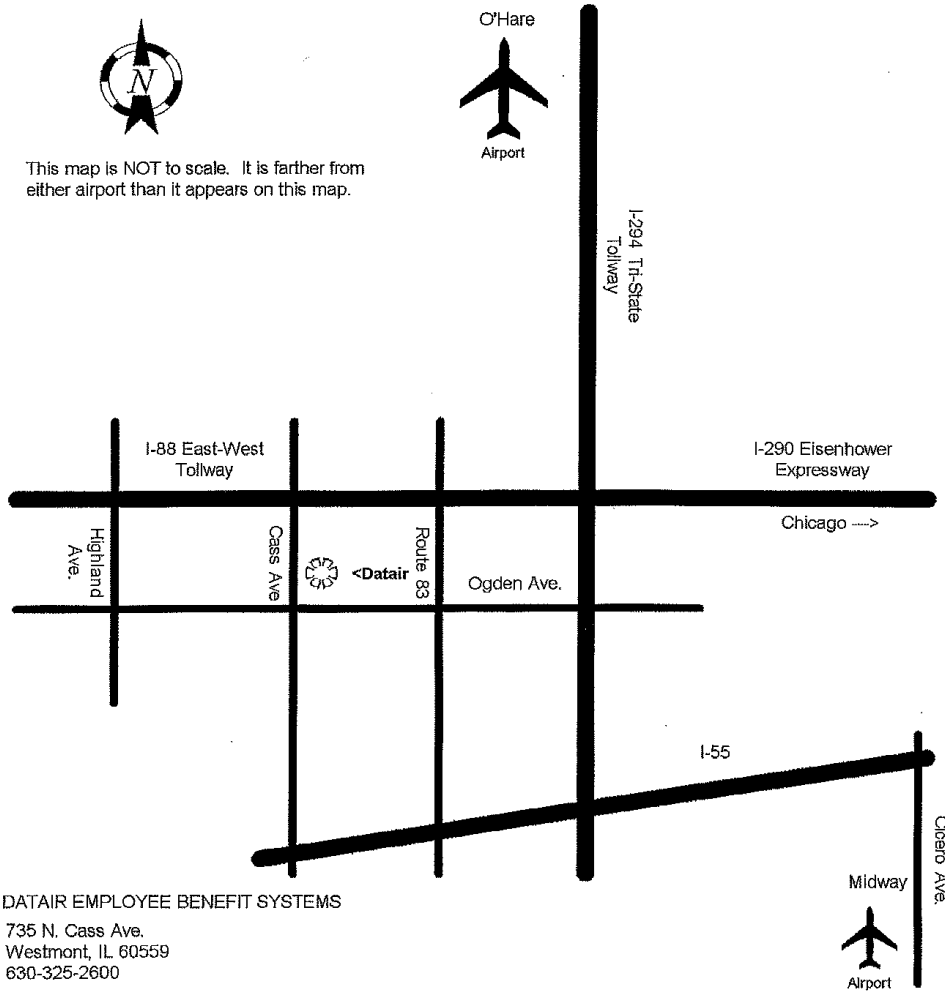 O'Hare
N
Airport
This map is NOT to scale. It is farther from
either airport than it appears on this map.
I-294 Tri-State
Tollway
I-88 East-West
Tollway
I-290 Eisenhower
Expressway
Chicago ---->
Highland
Ave.
Cass Ave
<Datair
Route 83
Ogden Ave.
I-55
Cicero Ave.
Midway
Airport
DATAIR EMPLOYEE BENEFIT SYSTEMS
735 N. Cass Ave.
Westmont, IL 60559
630-325-2600